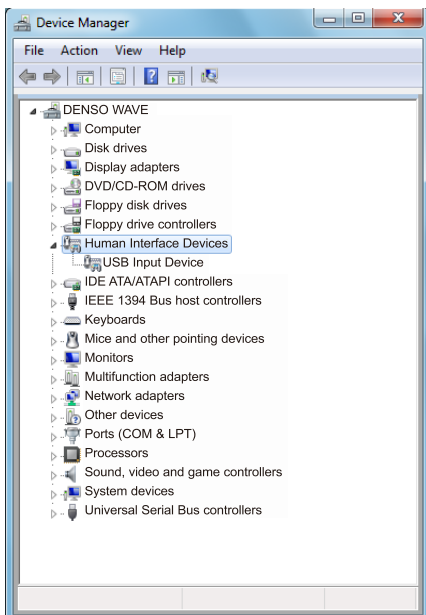 Device Manager
File Action View Help
DENSO WAVE
Computer
Disk drives
Display adapters
DVD/CD-ROM drives
Floppy disk drives
Floppy drive controllers
Human Interface Devices
USB Input Device
IDE ATA/ATAPI controllers
IEEE 1394 Bus host controllers
Keyboards
Mice and other pointing devices
Monitors
Multifunction adapters
Network adapters
Other devices
Ports (COM & LPT)
Processors
Sound, video and game controllers
System devices
Universal Serial Bus controllers